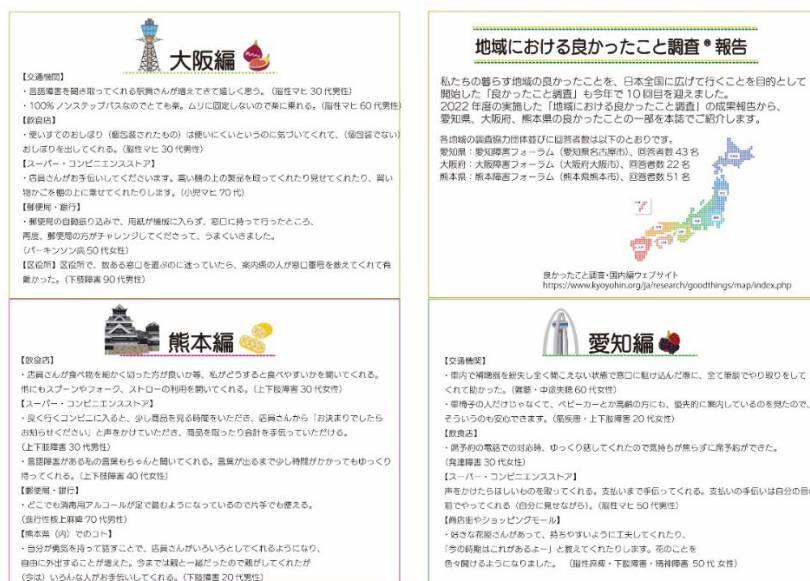 大阪編
【交通機関】
・言語障害を聞き取ってくれる駅員さんが増えてきて嬉しく思う。（脳性マヒ 30代男性）
・100%ノンステップバスなのでとても楽。ムリに固定しないので楽に乗れる。（脳性マヒ 60代男性）
【飲食店】
・使いすてのおしぼり（個包装されたもの）は使いにくいというのに気づいてくれて、（個包装でない）
おしぼりを出してくれる。（脳性マヒ 30代男性）
【スーパー・コンビニエンスストア】
・店員さんがお手伝いしてくださいます。高い棚の上の製品を取ってくれたり見せてくれたり、買い
物かごを棚の上に乗せてくれたりします。（小児マヒ 70代）
【郵便局・銀行】
・郵便局の自動振り込みで、用紙が機械に入らず、窓口に持って行ったところ、
再度、郵便局の方がチャレンジしてくださって、うまくいきました。
（パーキンソン病 50代女性）
【区役所】区役所で、数ある窓口を選ぶのに迷っていたら、案内係の人が窓口番号を教えてくれて有
難かった。（下肢障害 90代男性）
地域における良かったこと調査®報告
私たちの暮らす地域の良かったことを、日本全国に広げて行くことを目的として
開始した「良かったこと調査」も今年で10回目を迎えました。
2022年度の実施した「地域における良かったこと調査」の成果報告から、
愛知県、大阪府、熊本県の良かったことの一部を本誌でご紹介します。
各地域の調査協力団体並びに回答者数は以下のとおりです。
愛知県：愛知障害フォーラム（愛知県名古屋市）、回答者数43名
大阪府：大阪障害フォーラム（大阪府大阪市）、回答者数22名
熊本県：熊本障害フォーラム（熊本県熊本市）、回答者数51名
良かったこと調査・国内編ウェブサイト
https://www.kyoyohin.org/ja/research/goodthings/map/index.php
熊本編
【飲食店】
・店員さんが食べ物を細かく切った方が良いか等、私がどうすると食べやすいかを聞いてくれる。
他にもスプーンやフォーク、ストローの利用を聞いてくれる。（上下肢障害 30代女性）
【スーパー・コンビニエンスストア】
・良く行くコンビニに入ると、少し商品を見る時間をいただき、店員さんから「お決まりでしたら
お知らせください」と声をかけていただき、商品を取ったり会計を手伝っていただける。
（上下肢障害 30代男性）
・言語障害がある私の言葉もちゃんと聞いてくれる。言葉が出るまで少し時間がかかってもゆっくり
待ってくれる。（上下肢障害 40代女性）
【郵便局・銀行】
・どこでも消毒用アルコールが足で踏むようになっているので片手でも使える。
（進行性核上麻痺 70代男性）
【熊本県（内）でのコト】
・自分が勇気を持って話すことで、店員さんがいろいろとしてくれるようになり、
自由に外出することが増えた。今までは親と一緒だったので親がしてくれたが
（今は）いろんな人がお手伝いしてくれる。（下肢障害 20代男性）
愛知編
【交通機関】
・車内で補聴器を紛失し全く聞こえない状態で窓口に駆け込んだ際に、全て筆談でやり取りをして
くれて助かった。（難聴・中途失聴 60代女性）
・車椅子の人だけじゃなくて、ベビーカーとか高齢の方にも、優先的に案内しているのを見たので、
そういうのも安心できます。（筋疾患・上下肢障害 20代女性）
【飲食店】
・席予約の電話での対応時、ゆっくり話してくれたので気持ちが焦らずに席予約ができた。
（発達障害 30代女性）
【スーパー・コンビニエンスストア】
声をかけたらほしいものを取ってくれる。支払いまで手伝ってくれる。支払いの手伝いは自分の目の
前でやってくれる（自分に見せながら）。（脳性マヒ 50代男性）
【商店街やショッピングモール】
・好きな花屋さんがあって、持ちやすいように工夫してくれたり、
「今の時期はこれがあるよー」と教えてくれたりします。花のことを
色々聞けるようになりました。（脳性麻痺・下肢障害・精神障害 50代 女性）